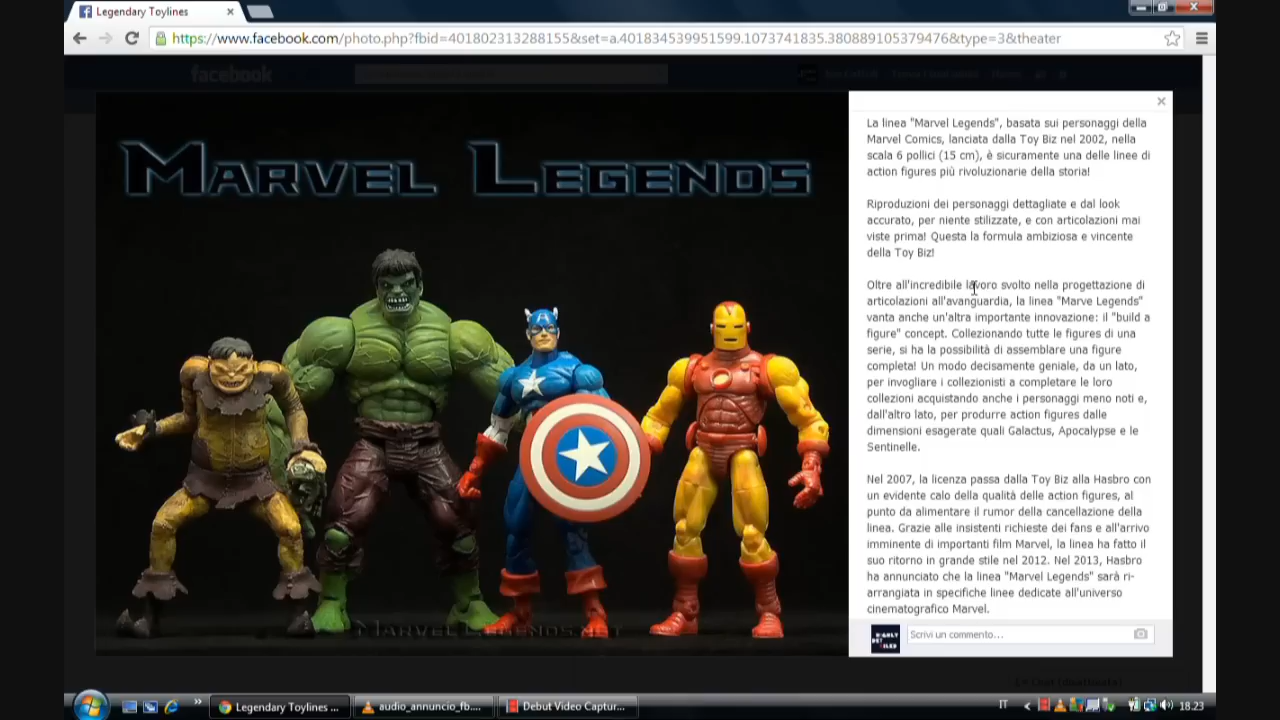 Legendary Toylines
https://www.facebook.com/photo.php?fbid=401802313288155&set=a.401834539951599.1073741835.380889105379476&type=3&theater
facebook
MARVEL LEGENDS
La linea "Marvel Legends", basata sui personaggi della
Marvel Comics, lanciata dalla Toy Biz nel 2002, nella
scala 6 pollici (15 cm), è sicuramente una delle linee di
action figures più rivoluzionarie della storia!
Riproduzioni dei personaggi dettagliate e dal look
accurato, per niente stilizzate, e con articolazioni mai
viste prima! Questa la formula ambiziosa e vincente
della Toy Biz!
Oltre all'incredibile lavoro svolto nella progettazione di
articolazioni all'avanguardia, la linea "Marve Legends"
vanta anche un'altra importante innovazione: il "build a
figure" concept. Collezionando tutte le figures di una
serie, si ha la possibilità di assemblare una figure
completa! Un modo decisamente geniale, da un lato,
per invogliare i collezionisti a completare le loro
collezioni acquistando anche i personaggi meno noti e,
dall'altro lato, per produrre action figures dalle
dimensioni esagerate quali Galactus, Apocalypse e le
Sentinelle.
Nel 2007, la licenza passa dalla Toy Biz alla Hasbro con
un evidente calo della qualità delle action figures, al
punto da alimentare il rumor della cancellazione della
linea. Grazie alle insistenti richieste dei fans e all'arrivo
imminente di importanti film Marvel, la linea ha fatto il
suo ritorno in grande stile nel 2012. Nel 2013, Hasbro
ha annunciato che la linea "Marvel Legends" sarà ri-
arrangiata in specifiche linee dedicate all'universo
cinematografico Marvel.
MARVELLEGENDS.NET
Scrivi un commento...
Legendary Toylines ...
audio_annuncio_fb....
Debut Video Captur...
IT
18.23